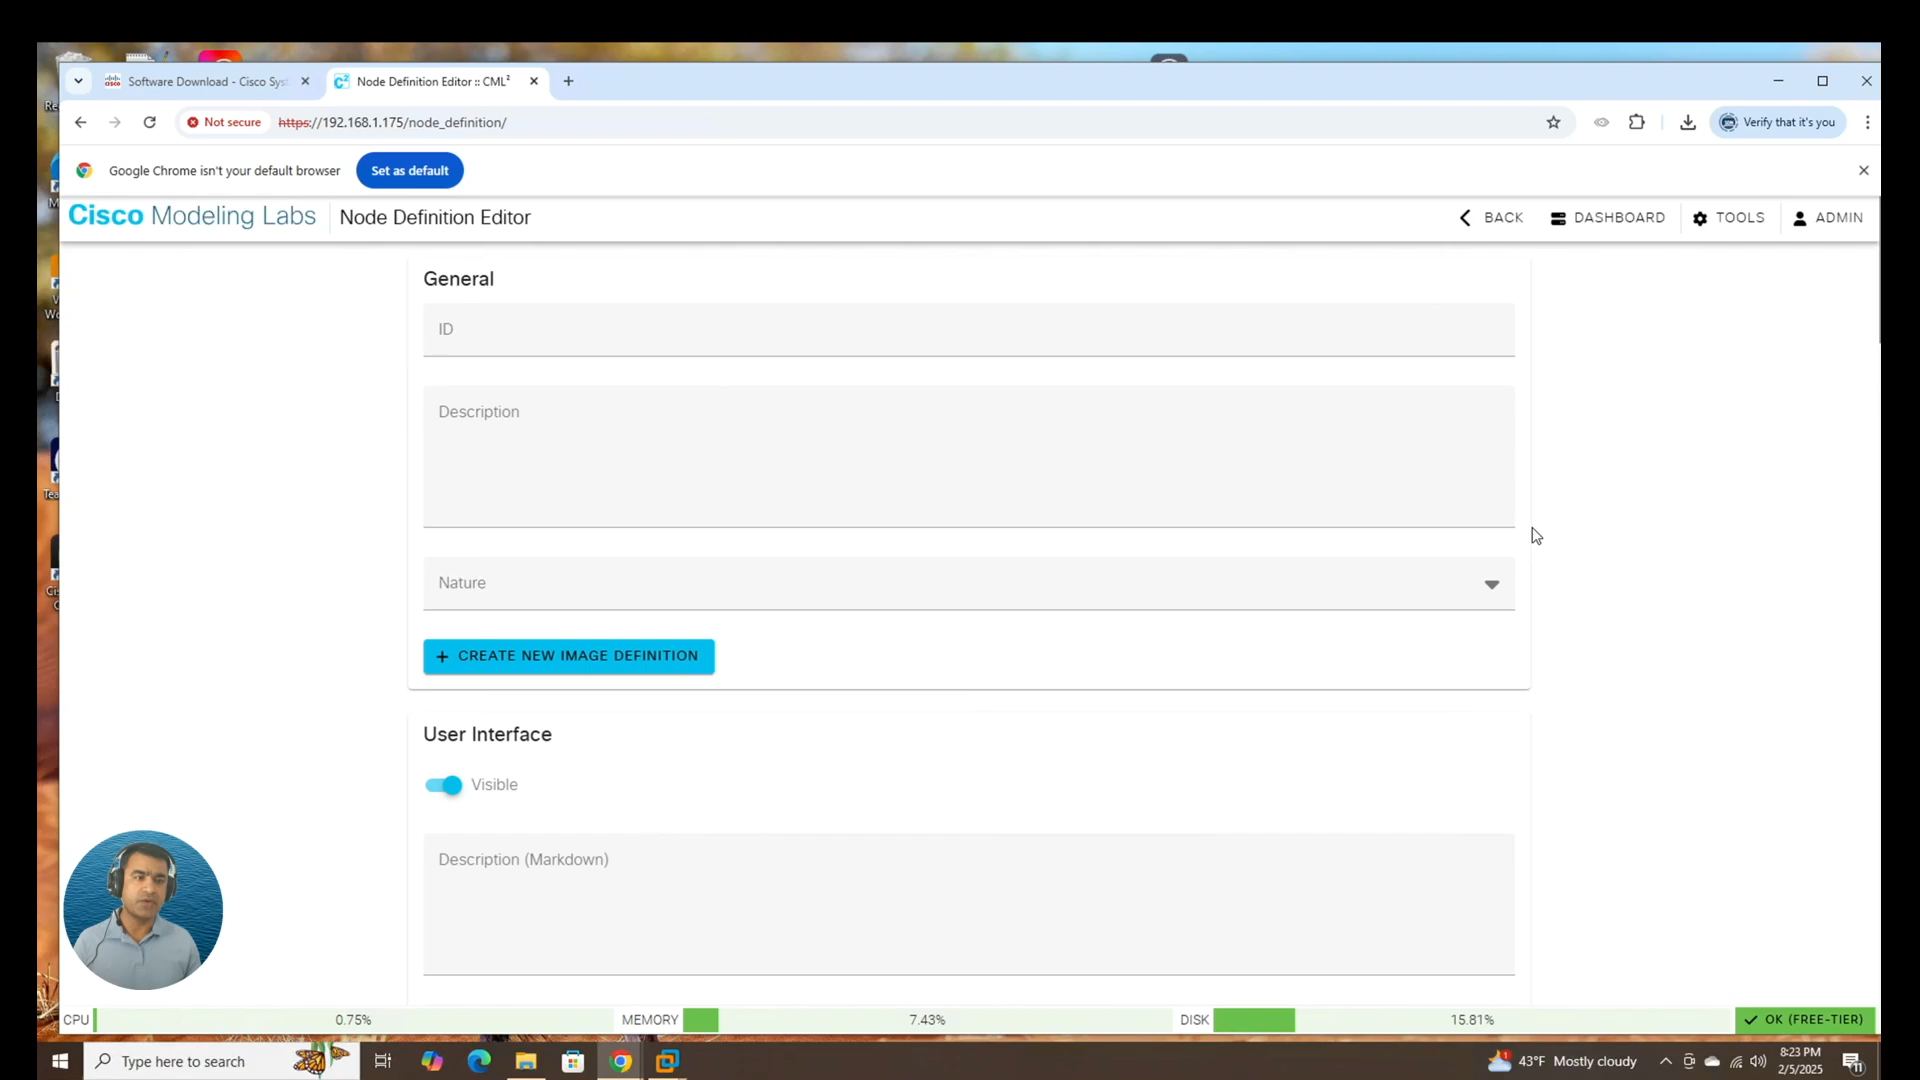 Software Download - Cisco Syst
Node Definition Editor :: CML²
Not secure
https://192.168.1.175/node_definition/
Verify that it's you
Google Chrome isn't your default browser
Set as default
Cisco Modeling Labs
Node Definition Editor
BACK
DASHBOARD
TOOLS
ADMIN
General
ID
Description
Nature
+ CREATE NEW IMAGE DEFINITION
User Interface
Visible
Description (Markdown)
CPU
0.75%
MEMORY
7.43%
DISK
15.81%
OK (FREE-TIER)
Type here to search
43°F Mostly cloudy
8:23 PM
2/5/2025